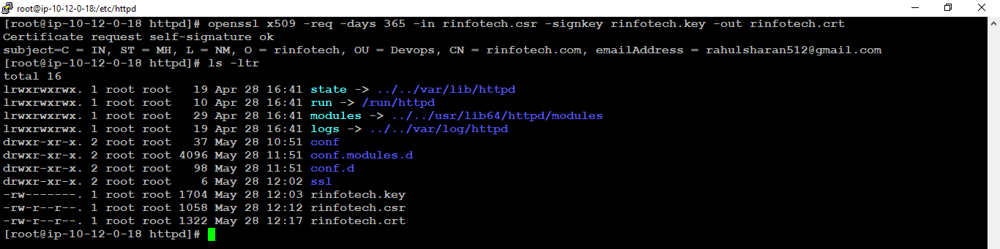 root@ip-10-12-0-18:/etc/httpd
[root@ip-10-12-0-18 httpd]# openssl x509 -req -days 365 -in rinfotech.csr -signkey rinfotech.key -out rinfotech.crt
Certificate request self-signature ok
subject=C = IN, ST = MH, L = NM, O = rinfotech, OU = Devops, CN = rinfotech.com, emailAddress = rahulsharan512@gmail.com
[root@ip-10-12-0-18 httpd]# ls -ltr
total 16
lrwxrwxrwx. 1 root root   19 Apr 28 16:41 state -> ../../var/lib/httpd
lrwxrwxrwx. 1 root root   10 Apr 28 16:41 run -> /run/httpd
lrwxrwxrwx. 1 root root   29 Apr 28 16:41 modules -> ../../usr/lib64/httpd/modules
lrwxrwxrwx. 1 root root   19 Apr 28 16:41 logs -> ../../var/log/httpd
drwxr-xr-x. 2 root root   37 May 28 10:51 conf
drwxr-xr-x. 2 root root 4096 May 28 11:51 conf.modules.d
drwxr-xr-x. 2 root root   98 May 28 11:51 conf.d
drwxr-xr-x. 2 root root    6 May 28 12:02 ssl
-rw-------. 1 root root 1704 May 28 12:03 rinfotech.key
-rw-r--r--. 1 root root 1058 May 28 12:12 rinfotech.csr
-rw-r--r--. 1 root root 1322 May 28 12:17 rinfotech.crt
[root@ip-10-12-0-18 httpd]#